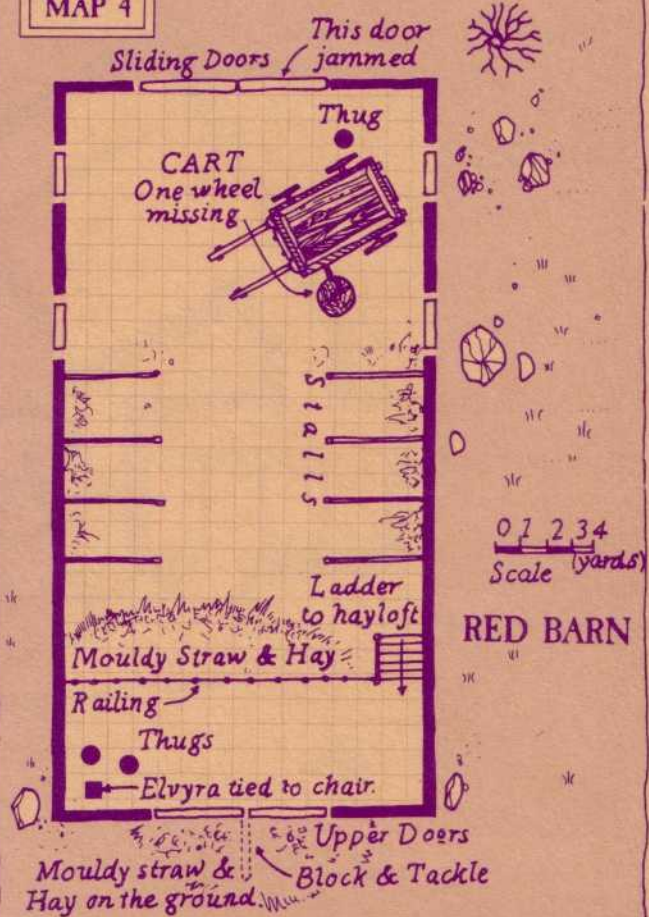 MAP 4
This door
jammed
Sliding Doors
Thug
CART
One wheel
missing
Stalls
0 1 2 3 4
(yards)
Scale
Ladder
to hayloft
RED BARN
Mouldy Straw & Hay
Railing
Thugs
Elvyra tied to chair.
Upper Doors
Block & Tackle
Mouldy straw &
Hay on the ground.